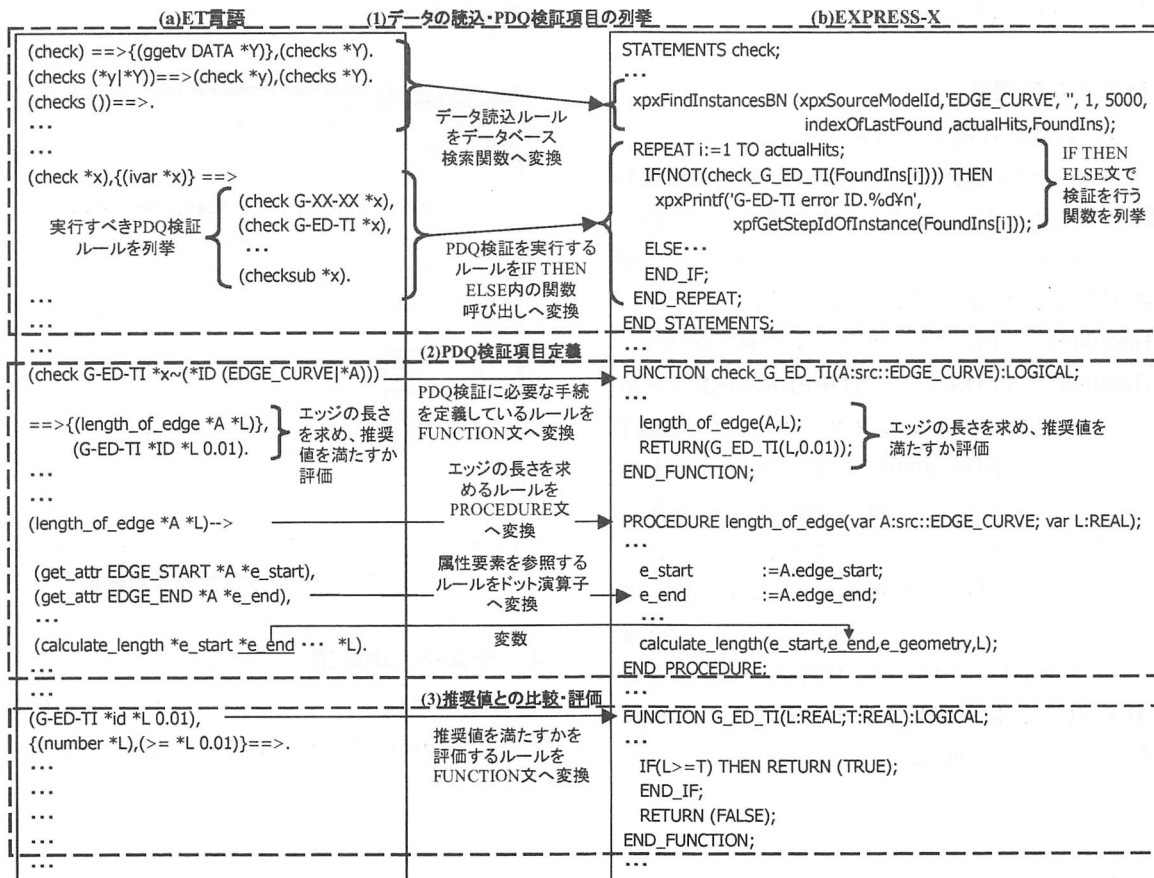 (a)ET言語
(1)データの読込・PDQ検証項目の列挙
(b)EXPRESS-X
(check) ==>{(ggetv DATA *Y)},(checks *Y).
(checks (*y|*Y))==>(check *y),(checks *Y).
(checks ())==>.
…
…
(check *x),{(ivar *x)} ==>
実行すべきPDQ検証
ルールを列挙
(check G-XX-XX *x),
(check G-ED-TI *x),
…
(checksub *x).
…
…
…
データ読込ルール
をデータベース
検索関数へ変換
PDQ検証を実行する
ルールをIF THEN
ELSE内の関数
呼び出しへ変換
STATEMENTS check;
…
xpxFindInstancesBN (xpxSourceModelId,'EDGE_CURVE', '', 1, 5000,
indexOfLastFound ,actualHits,FoundIns);
REPEAT i:=1 TO actualHits;
IF(NOT(check_G_ED_TI(FoundIns[i]))) THEN
xpxPrintf('G-ED-TI error ID.%d¥n',
xpfGetStepIdOfInstance(FoundIns[i]));
ELSE…
END_IF;
END_REPEAT;
END_STATEMENTS;
…
IF THEN
ELSE文で
検証を行う
関数を列挙
(2)PDQ検証項目定義
(check G-ED-TI *x~(*ID (EDGE_CURVE|*A)))
==>{(length_of_edge *A *L)},
(G-ED-TI *ID *L 0.01).
エッジの長さ
を求め、推奨
値を満たすか
評価
…
…
(length_of_edge *A *L)-->
(get_attr EDGE_START *A *e_start),
(get_attr EDGE_END *A *e_end),
…
(calculate_length *e_start *e_end … *L).
…
…
PDQ検証に必要な手続
を定義しているルールを
FUNCTION文へ変換
エッジの長さを求
めるルールを
PROCEDURE文
へ変換
属性要素を参照する
ルールをドット演算子
へ変換
変数
FUNCTION check_G_ED_TI(A:src::EDGE_CURVE):LOGICAL;
…
length_of_edge(A,L);
RETURN(G_ED_TI(L,0.01));
END_FUNCTION;
エッジの長さを求め、推奨値を
満たすか評価
PROCEDURE length_of_edge(var A:src::EDGE_CURVE; var L:REAL);
…
e_start :=A.edge_start;
e_end :=A.edge_end;
…
calculate_length(e_start,e_end,e_geometry,L);
END_PROCEDURE;
…
(3)推奨値との比較・評価
(G-ED-TI *id *L 0.01),
{(number *L),(>= *L 0.01)}==>.
…
…
…
…
…
推奨値を満たすかを
評価するルールを
FUNCTION文へ変換
FUNCTION G_ED_TI(L:REAL;T:REAL):LOGICAL;
…
IF(L>=T) THEN RETURN (TRUE);
END_IF;
RETURN (FALSE);
END_FUNCTION;
…